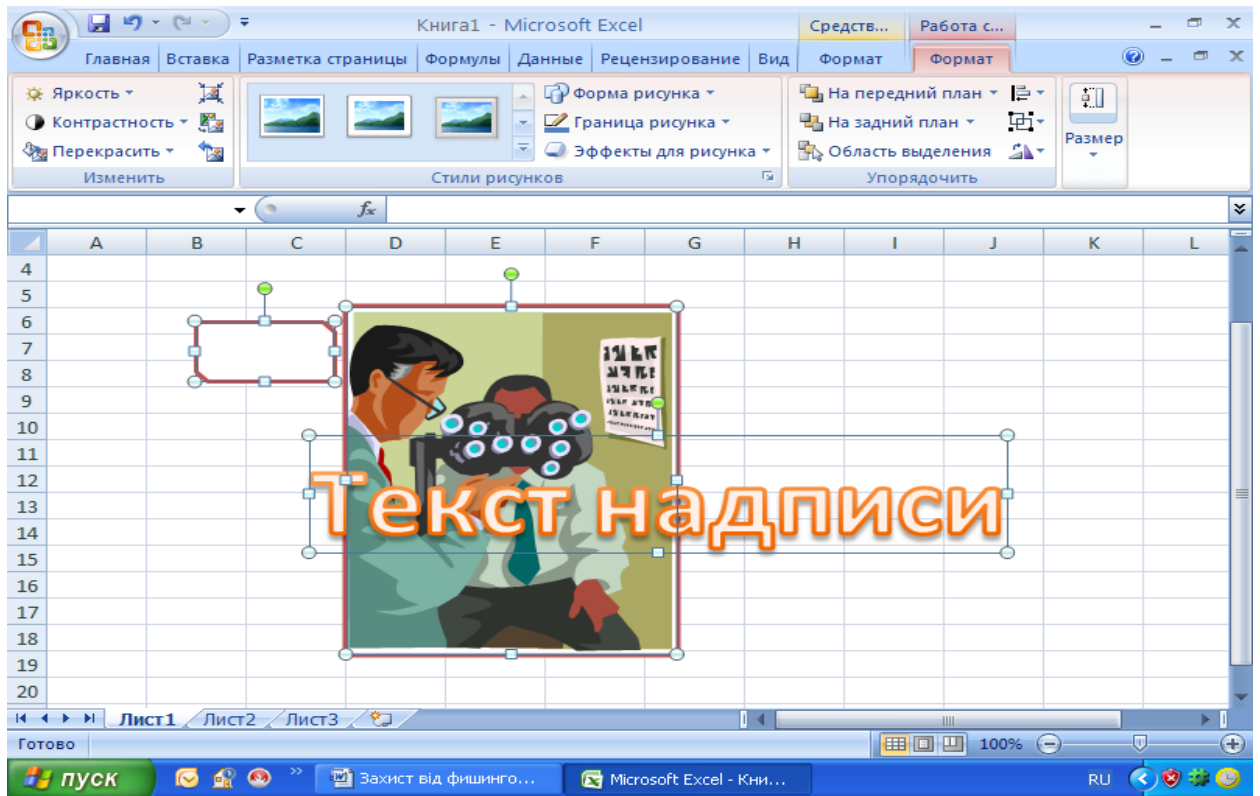 Книга1 - Microsoft Excel
Средств... Работа с...
Главная Вставка Разметка страницы Формулы Данные Рецензирование Вид Формат Формат
Яркость
Контрастность
Перекрасить
Изменить
Стили рисунков
Форма рисунка
Граница рисунка
Эффекты для рисунка
На передний план
На задний план
Область выделения
Упорядочить
Размер
fx
A B C D E F G H I J K L
4
5
6
7
8
9
10
11
12
13
14
15
16
17
18
19
20
Текст надписи
Лист1 Лист2 Лист3
Готово
100%
пуск
Захист від фишинго...
Microsoft Excel - Кни...
RU